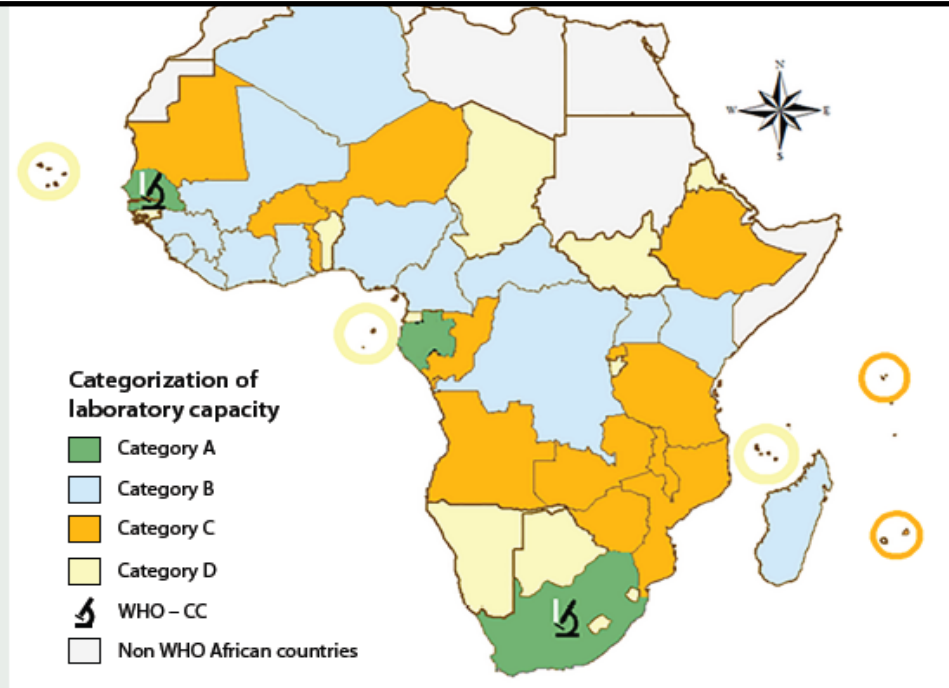 N
W
E
S
Categorization of
laboratory capacity
Category A
Category B
Category C
Category D
WHO – CC
Non WHO African countries